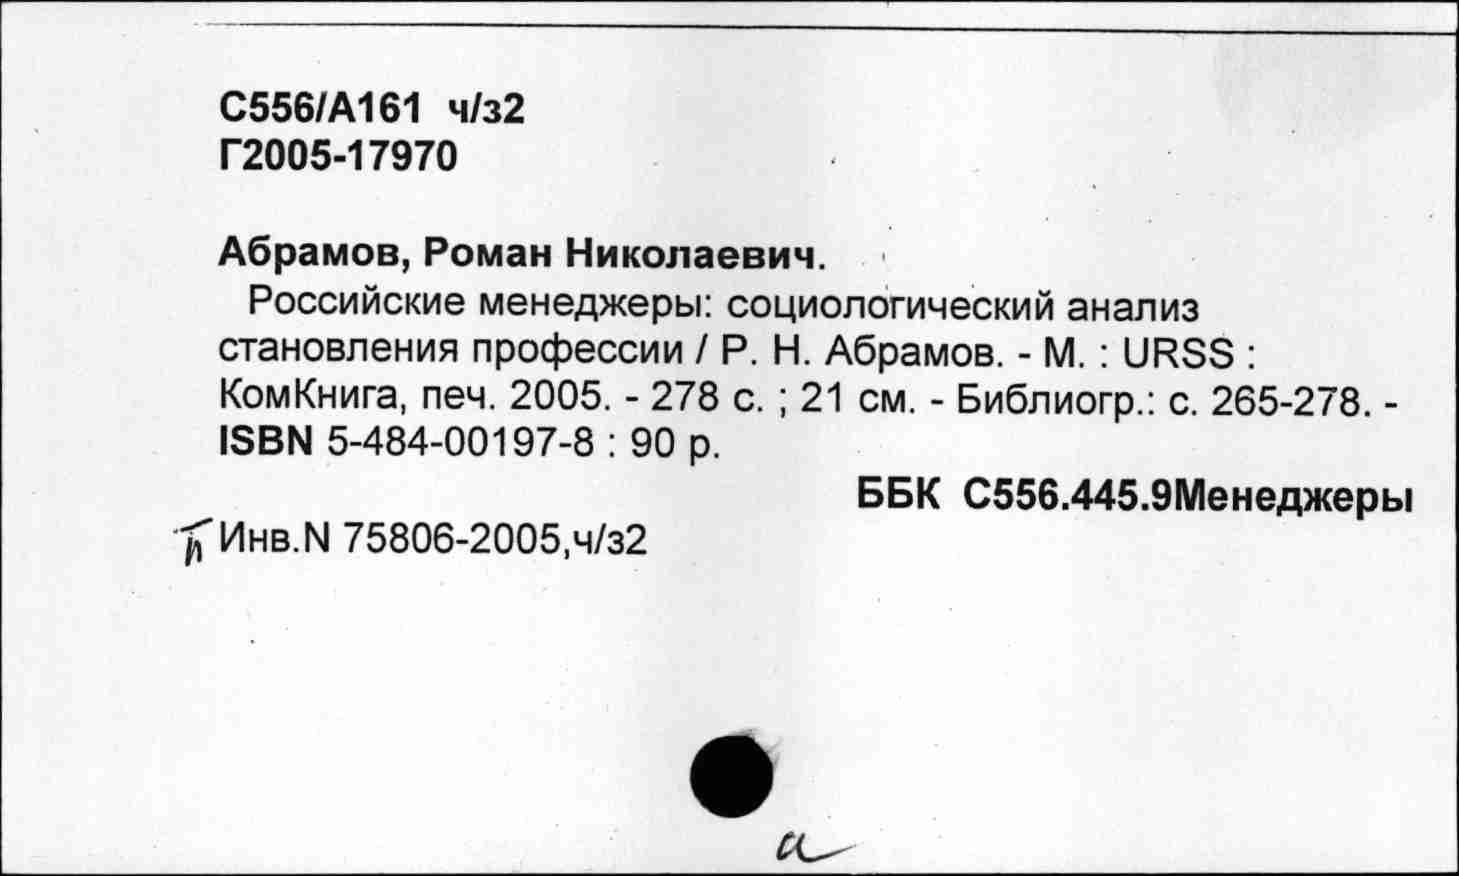 С556/А161 ч/з2
Г2005-17970
Абрамов, Роман Николаевич.
Российские менеджеры: социологический анализ
становления профессии / Р. Н. Абрамов. - М. : URSS :
КомКнига, печ. 2005. - 278 с. ; 21 см. - Библиогр.: с. 265-278. -
ISBN 5-484-00197-8 : 90 р.
ББК С556.445.9Менеджеры
Инв.N 75806-2005,ч/з2
а